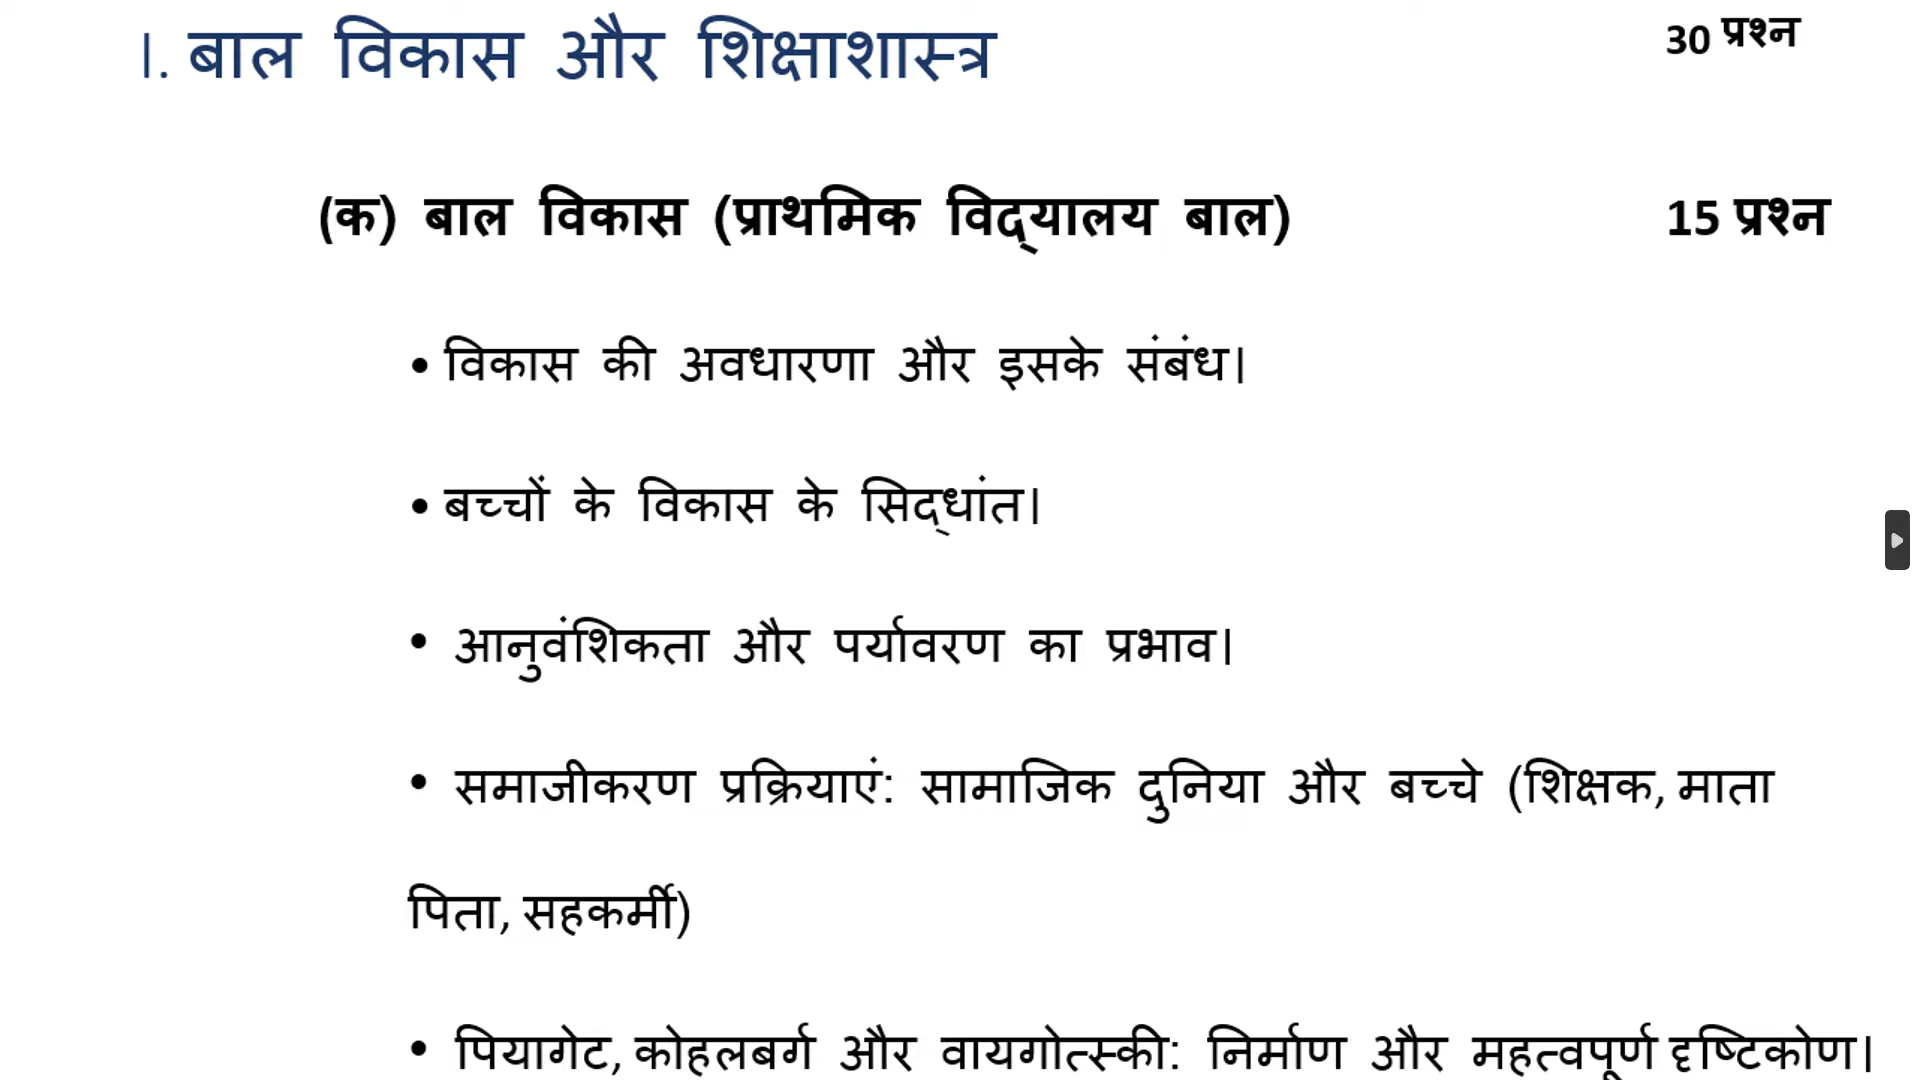 I. बाल विकास और शिक्षाशास्त्र 30 प्रश्न
(क) बाल विकास (प्राथमिक विद्यालय बाल) 15 प्रश्न
• विकास की अवधारणा और इसके संबंध।
• बच्चों के विकास के सिद्धांत।
• आनुवंशिकता और पर्यावरण का प्रभाव।
• समाजीकरण प्रक्रियाएं: सामाजिक दुनिया और बच्चे (शिक्षक, माता
पिता, सहकर्मी)
• पियागेट, कोहलबर्ग और वायगोत्स्की: निर्माण और महत्वपूर्ण दृष्टिकोण।